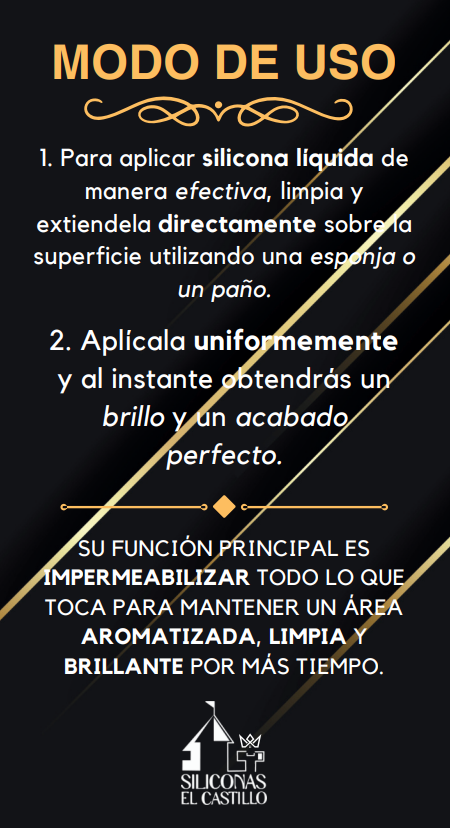 MODO DE USO
1. Para aplicar silicona líquida de
manera efectiva, limpia y
extiendela directamente sobre la
superficie utilizando una esponja o
un paño.
2. Aplícala uniformemente
y al instante obtendrás un
brillo y un acabado
perfecto.
SU FUNCIÓN PRINCIPAL ES
IMPERMEABILIZAR TODO LO QUE
TOCA PARA MANTENER UN ÁREA
AROMATIZADA, LIMPIA Y
BRILLANTE POR MÁS TIEMPO.
SILICONAS
EL CASTILLO